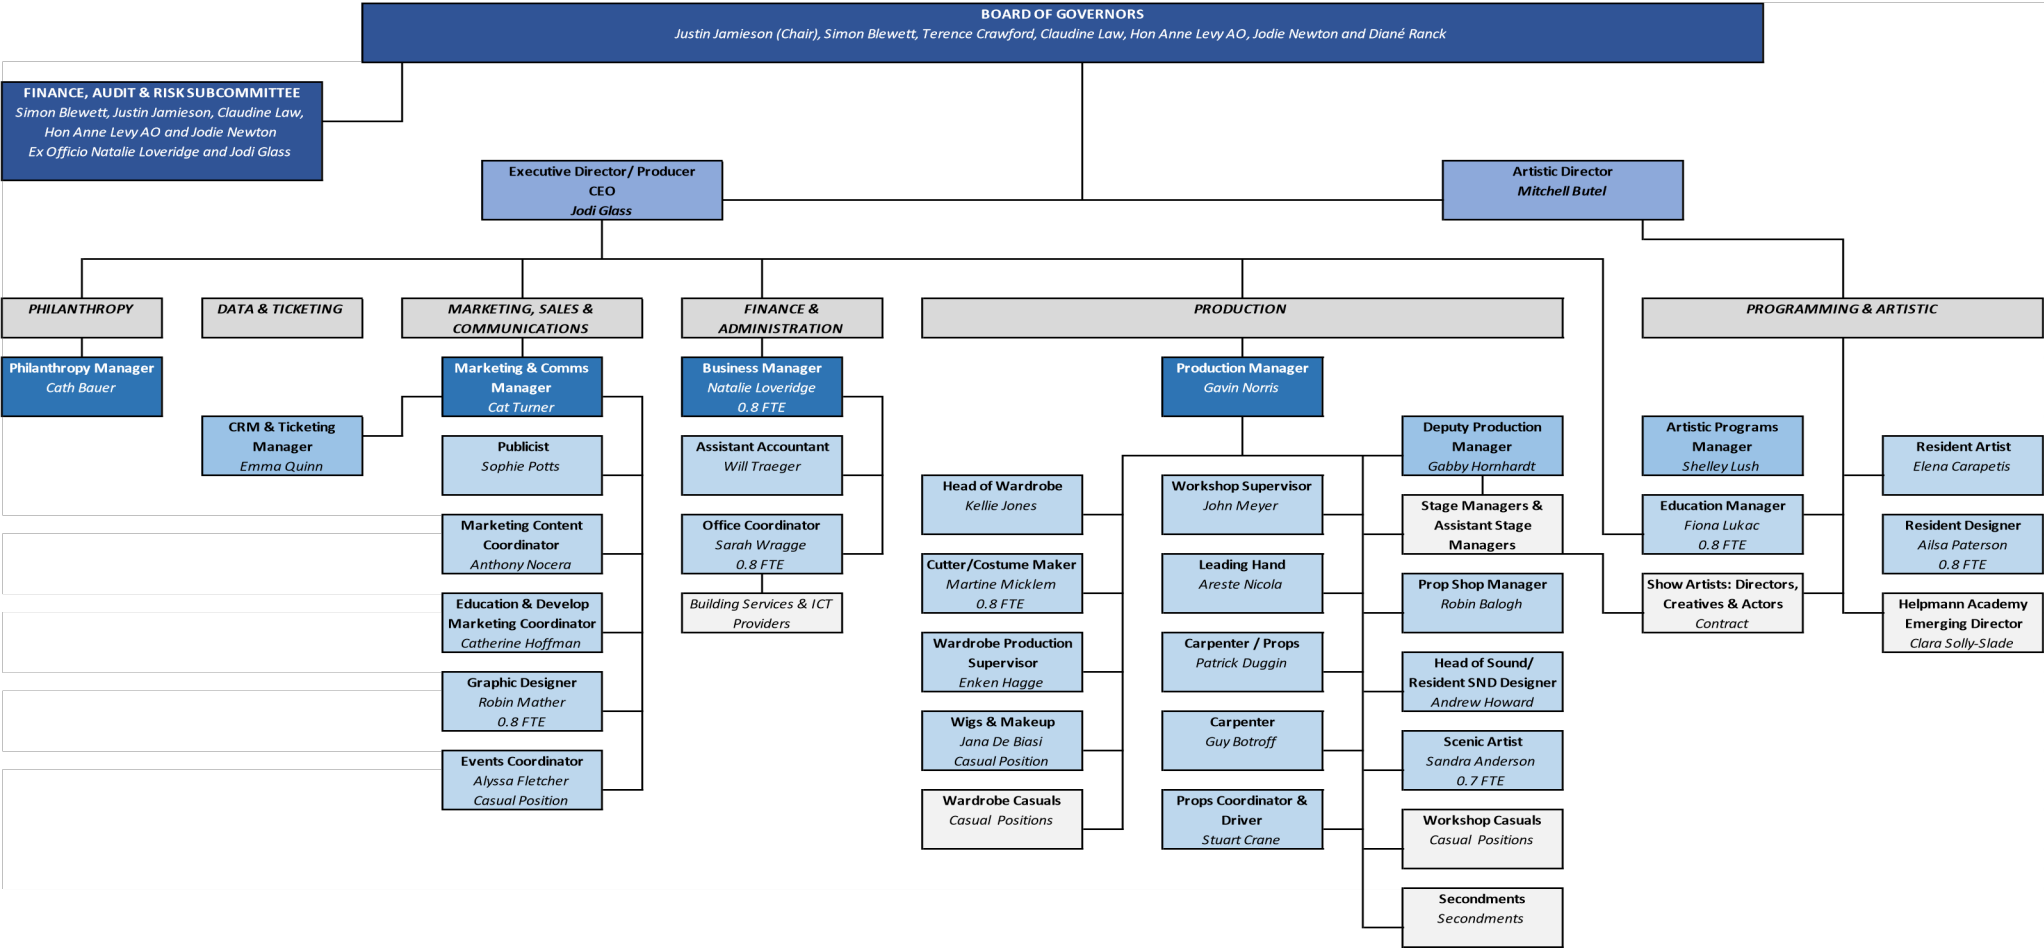 BOARD OF GOVERNORS
Justin Jamieson (Chair), Simon Blewett, Terence Crawford, Claudine Law, Hon Anne Levy AO, Jodie Newton and Diané Ranck
FINANCE, AUDIT & RISK SUBCOMMITTEE
Simon Blewett, Justin Jamieson, Claudine Law,
Hon Anne Levy AO and Jodie Newton
Ex Officio Natalie Loveridge and Jodi Glass
Executive Director/ Producer
CEO
Jodi Glass
Artistic Director
Mitchell Butel
PHILANTHROPY
Philanthropy Manager
Cath Bauer
DATA & TICKETING
CRM & Ticketing
Manager
Emma Quinn
MARKETING, SALES &
COMMUNICATIONS
Marketing & Comms
Manager
Cat Turner
Publicist
Sophie Potts
Marketing Content
Coordinator
Anthony Nocera
Education & Develop
Marketing Coordinator
Catherine Hoffman
Graphic Designer
Robin Mather
0.8 FTE
Events Coordinator
Alyssa Fletcher
Casual Position
FINANCE &
ADMINISTRATION
Business Manager
Natalie Loveridge
0.8 FTE
Assistant Accountant
Will Traeger
Office Coordinator
Sarah Wragge
0.8 FTE
Building Services & ICT
Providers
PRODUCTION
Production Manager
Gavin Norris
Head of Wardrobe
Kellie Jones
Cutter/Costume Maker
Martine Micklem
0.8 FTE
Wardrobe Production
Supervisor
Enken Hagge
Wigs & Makeup
Jana De Biasi
Casual Position
Wardrobe Casuals
Casual Positions
Workshop Supervisor
John Meyer
Leading Hand
Areste Nicola
Carpenter / Props
Patrick Duggin
Carpenter
Guy Botroff
Props Coordinator &
Driver
Stuart Crane
Deputy Production
Manager
Gabby Hornhardt
Stage Managers &
Assistant Stage
Managers
Prop Shop Manager
Robin Balogh
Head of Sound/
Resident SND Designer
Andrew Howard
Scenic Artist
Sandra Anderson
0.7 FTE
Workshop Casuals
Casual Positions
Secondments
Secondments
PROGRAMMING & ARTISTIC
Artistic Programs
Manager
Shelley Lush
Education Manager
Fiona Lukac
0.8 FTE
Show Artists: Directors,
Creatives & Actors
Contract
Resident Artist
Elena Carapetis
Resident Designer
Ailsa Paterson
0.8 FTE
Helpmann Academy
Emerging Director
Clara Solly-Slade